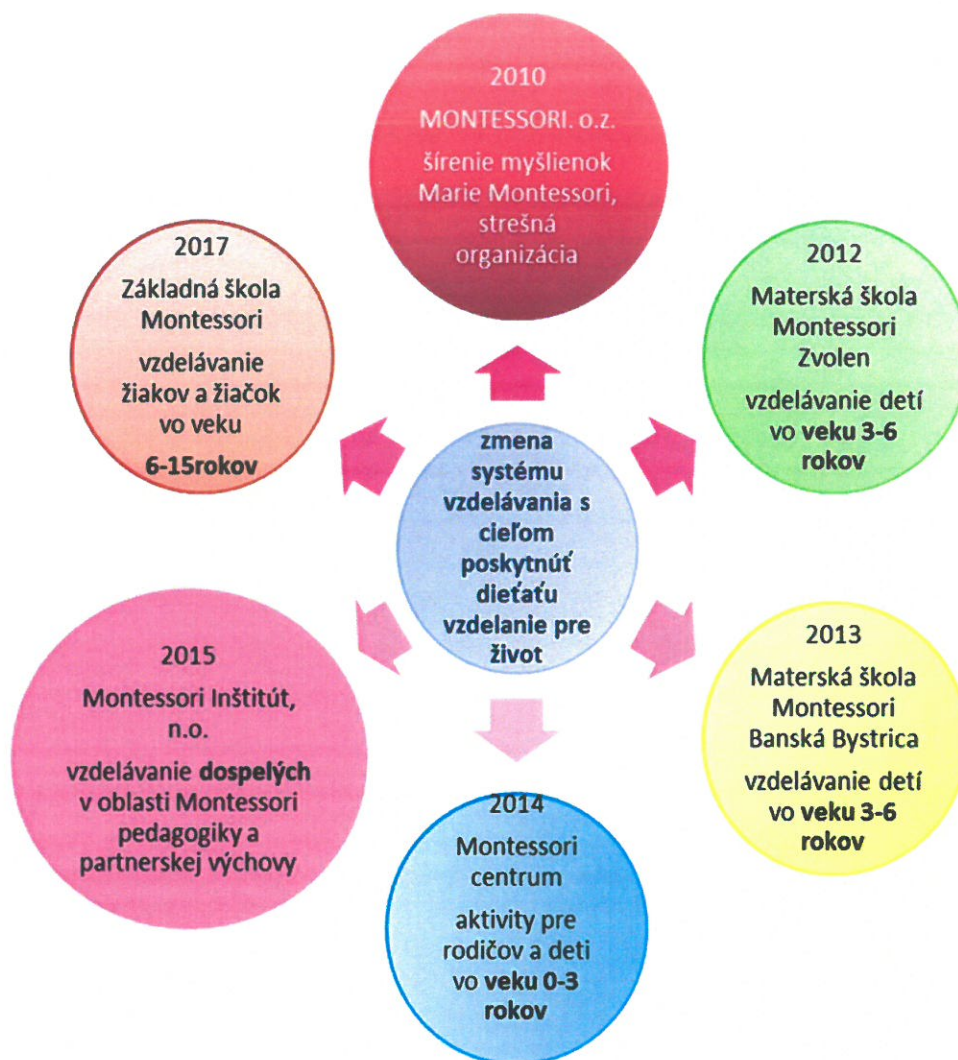 2010
MONTESSORI. o.z.
šírenie myšlienok
Marie Montessori,
strešná
organizácia
2012
Materská škola
Montessori
Zvolen
vzdelávanie detí
vo veku 3-6
rokov
2013
Materská škola
Montessori
Banská Bystrica
vzdelávanie detí
vo veku 3-6
rokov
2014
Montessori
centrum
aktivity pre
rodičov a deti
vo veku 0-3
rokov
2015
Montessori Inštitút,
n.o.
vzdelávanie dospelých
v oblasti Montessori
pedagogiky a
partnerskej výchovy
2017
Základná škola
Montessori
vzdelávanie
žiakov a žiačok
vo veku
6-15rokov
zmena
systému
vzdelávania s
cieľom
poskytnúť
dieťaťu
vzdelanie pre
život